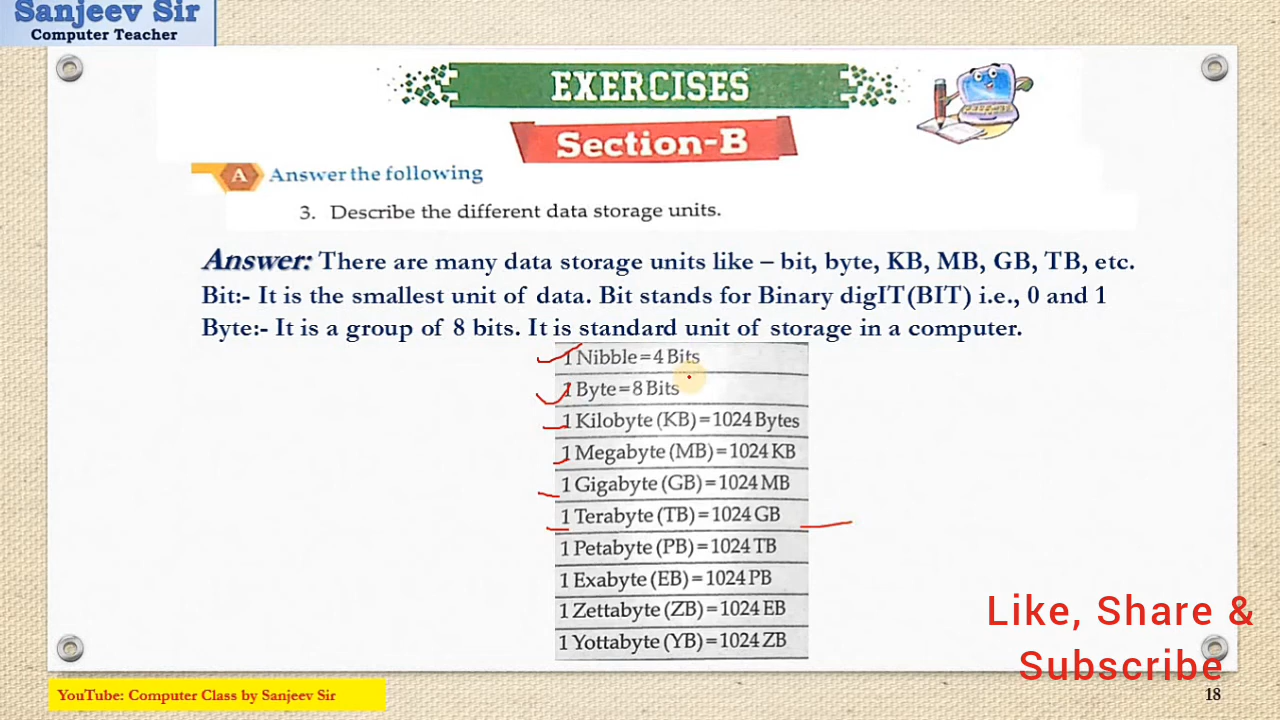 Sanjeev Sir
Computer Teacher
EXERCISES
Section-B
A Answer the following
3. Describe the different data storage units.
Answer: There are many data storage units like – bit, byte, KB, MB, GB, TB, etc.
Bit:- It is the smallest unit of data. Bit stands for Binary digIT(BIT) i.e., 0 and 1
Byte:- It is a group of 8 bits. It is standard unit of storage in a computer.
1 Nibble=4 Bits
1 Byte=8 Bits
1 Kilobyte (KB)=1024 Bytes
1 Megabyte (MB)=1024 KB
1 Gigabyte (GB)=1024 MB
1 Terabyte (TB)=1024 GB
1 Petabyte (PB)=1024 TB
1 Exabyte (EB)=1024 PB
1 Zettabyte (ZB)=1024 EB
1 Yottabyte (YB)=1024 ZB
Like, Share &
Subscribe
YouTube: Computer Class by Sanjeev Sir
18